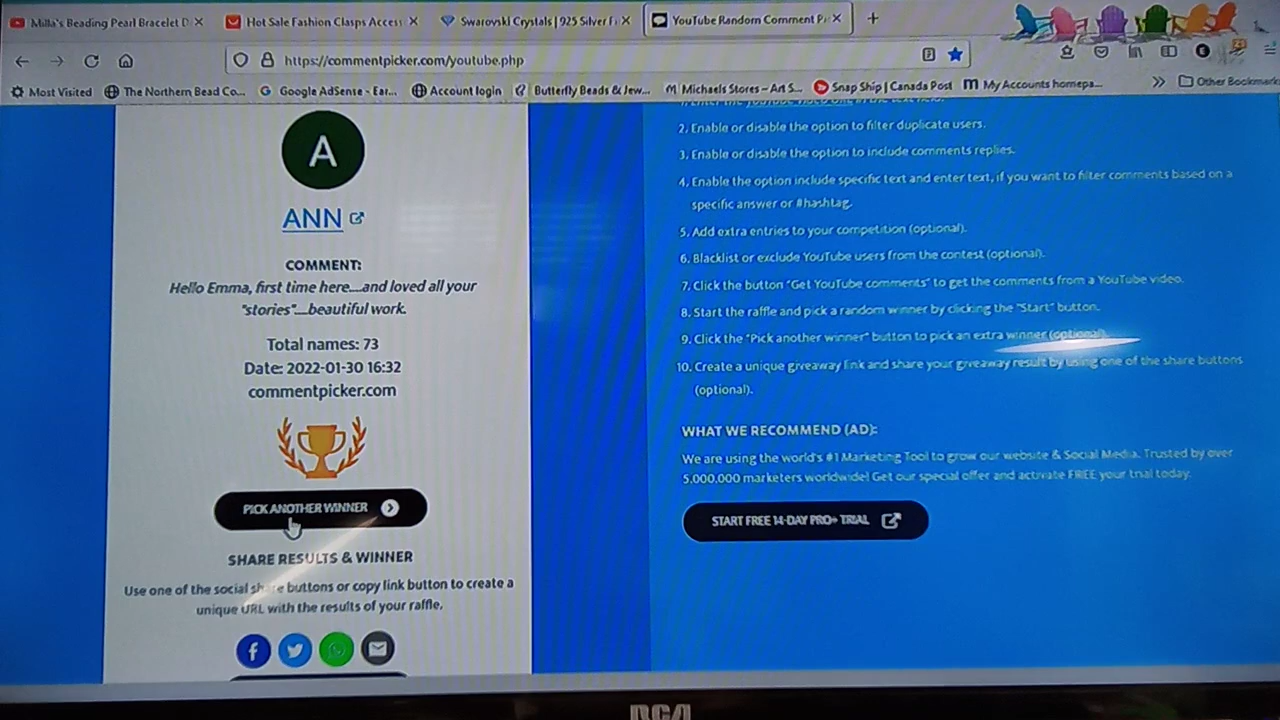 Milla's Beading Pearl Bracelet D
Hot Sale Fashion Clasps Access
Swarovski Crystals | 925 Silver F
YouTube Random Comment P
https://commentpicker.com/youtube.php
Most Visited
The Northern Bead Co...
Google AdSense - Ear...
Account login
Butterfly Beads & Jew...
Michaels Stores – Art S...
Snap Ship | Canada Post
My Accounts homepa...
Other Bookmark
A
ANN
COMMENT:
Hello Emma, first time here....and loved all your
"stories"....beautiful work.
Total names: 73
Date: 2022-01-30 16:32
commentpicker.com
PICK ANOTHER WINNER
SHARE RESULTS & WINNER
Use one of the social share buttons or copy link button to create a
unique URL with the results of your raffle.
1. Enter the YouTube video URL in the text field.
2. Enable or disable the option to filter duplicate users.
3. Enable or disable the option to include comments replies.
4. Enable the option include specific text and enter text, if you want to filter comments based on a
specific answer or #hashtag.
5. Add extra entries to your competition (optional).
6. Blacklist or exclude YouTube users from the contest (optional).
7. Click the button "Get YouTube comments" to get the comments from a YouTube video.
8. Start the raffle and pick a random winner by clicking the "Start" button.
9. Click the "Pick another winner" button to pick an extra winner (optional).
10. Create a unique giveaway link and share your giveaway result by using one of the share buttons
(optional).
WHAT WE RECOMMEND (AD):
We are using the world's #1 Marketing Tool to grow our website & Social Media. Trusted by over
5.000.000 marketers worldwide! Get our special offer and activate FREE your trial today.
START FREE 14-DAY PRO+ TRIAL
RCA